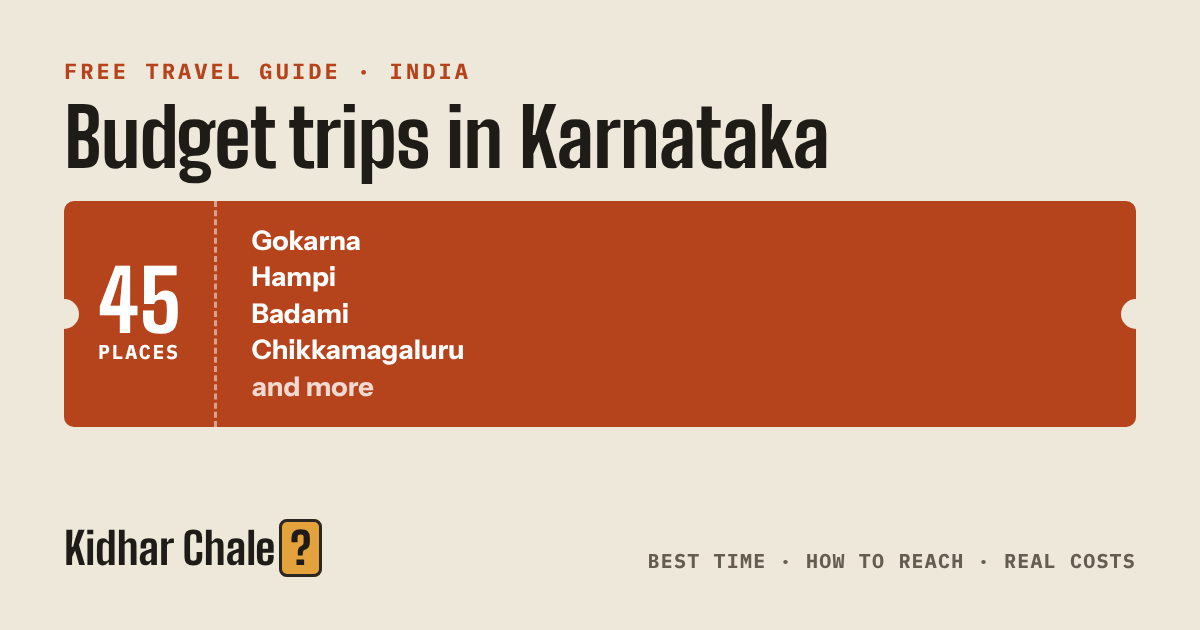 FREE TRAVEL GUIDE · INDIA
Budget trips in Karnataka
45
PLACES
Gokarna
Hampi
Badami
Chikkamagaluru
and more
Kidhar Chale?
BEST TIME · HOW TO REACH · REAL COSTS